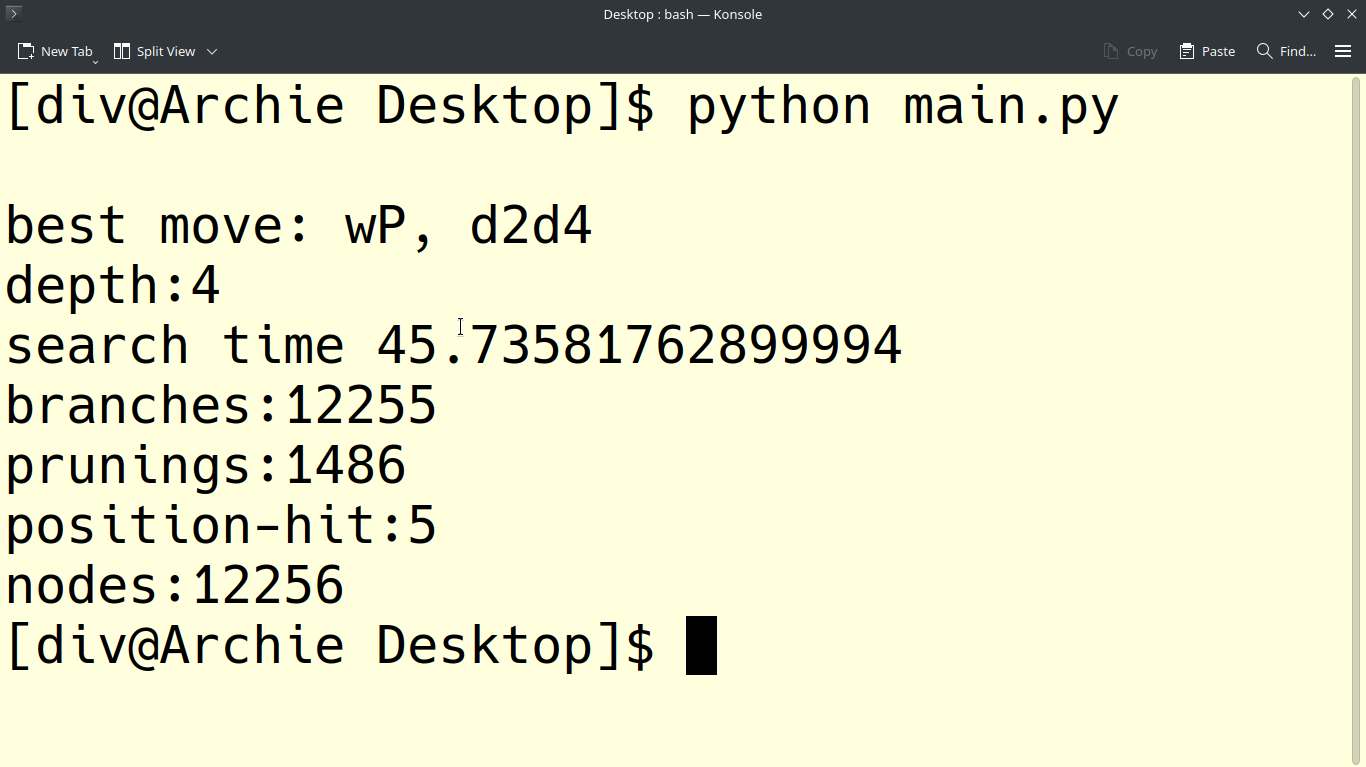 Desktop : bash — Konsole
New Tab Split View Copy Paste Find...
[div@Archie Desktop]$ python main.py
best move: wP, d2d4
depth:4
search time 45.73581762899994
branches:12255
prunings:1486
position-hit:5
nodes:12256
[div@Archie Desktop]$